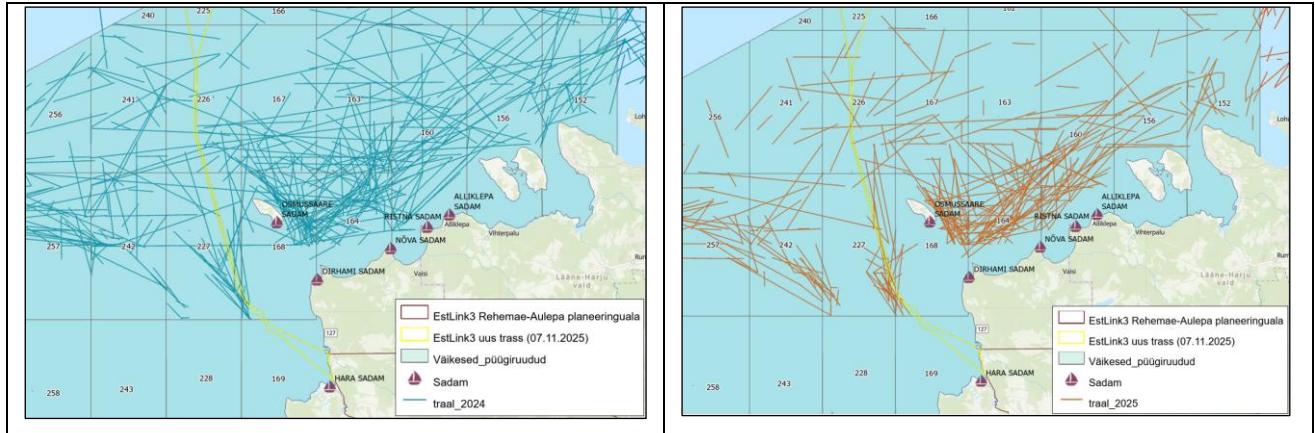 240
225
166
241
226
167
163
256
152
156
160
OSMUSSAARE
SADAM
ALLIKLEPA
SADAM
RISTNA SADAM
Alliklepa
Vihterpalu
164
257
242
227
168
NÕVA SADAM
Vaisi
DIRHAMI SADAM
Lääne-Harju
vald
127
258
243
228
169
HARA SADAM
EstLink3 Rehemae-Aulepa planeeringuala
EstLink3 uus trass (07.11.2025)
Väikesed_püügiruudud
Sadam
traal_2024
240
225
166
241
226
167
163
256
152
156
160
OSMUSSAARE
SADAM
ALLIKLEPA
SADAM
RISTNA SADAM
Alliklepa
Vihterpalu
164
257
242
227
168
NÕVA SADAM
Vaisi
DIRHAMI SADAM
Lääne-Harju
vald
127
258
243
228
169
HARA SADAM
EstLink3 Rehemae-Aulepa planeeringuala
EstLink3 uus trass (07.11.2025)
Väikesed_püügiruudud
Sadam
traal_2025